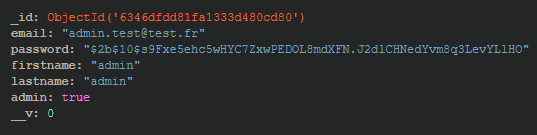 _id: ObjectId('6346dfdd81fa1333d480cd80')
email: "admin.test@test.fr"
password: "$2b$10$s9Fxe5ehc5wHYC7ZxwPEDOL8mdXFN.J2dlCHNedYvm8q3LevYLlHO"
firstname: "admin"
lastname: "admin"
admin: true
__v: 0